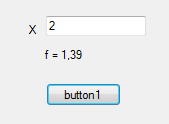 X 2
f = 1,39
button1